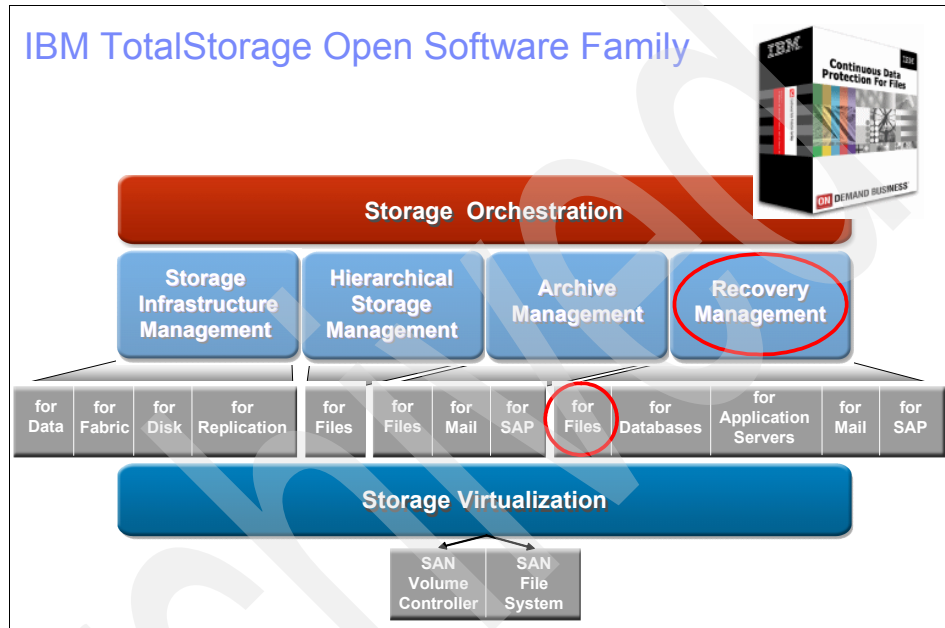 IBM TotalStorage Open Software Family
IBM
IBM
Continuous Data
Protection For Files
ON DEMAND BUSINESS
Storage Orchestration
Storage
Infrastructure
Management
Hierarchical
Storage
Management
Archive
Management
Recovery
Management
for
Data
for
Fabric
for
Disk
for
Replication
for
Files
for
Files
for
Mail
for
SAP
for
Files
for
Databases
for
Application
Servers
for
Mail
for
SAP
Storage Virtualization
SAN
Volume
Controller
SAN
File
System